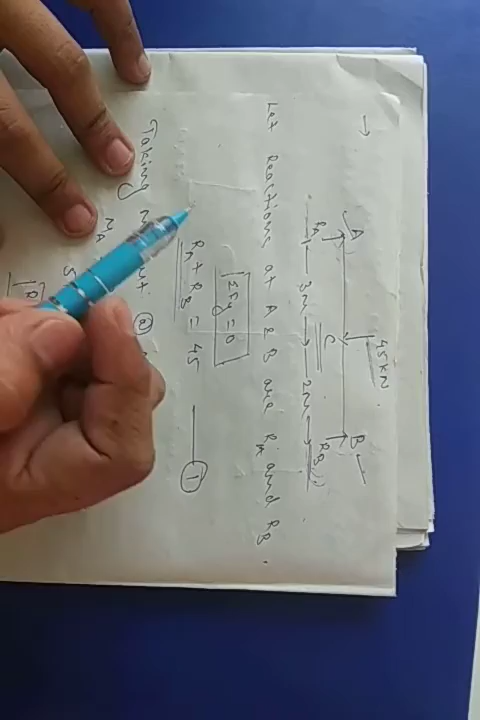 45 KN
A C B
RA 3m 2m RB
Let Reactions at A & B are RA and RB.
ΣFy = 0
RA + RB = 45 ——— ①
Taking
MA
5